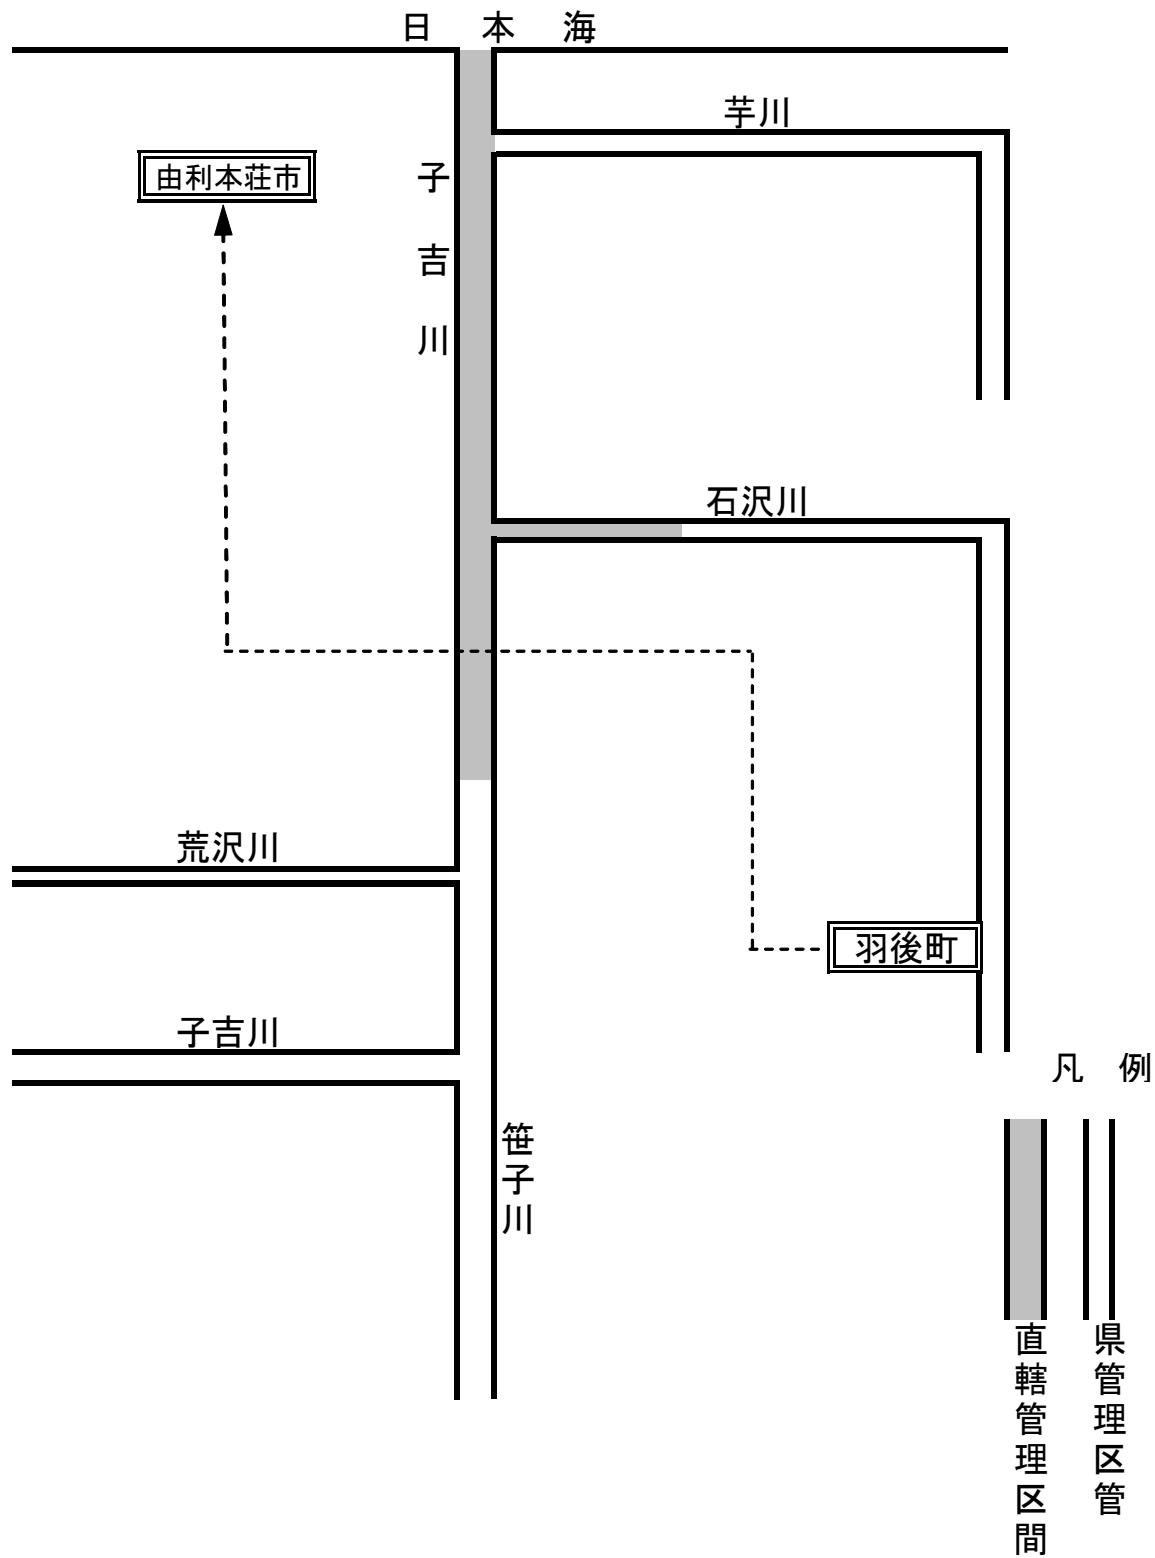 日本海
芋川
由利本荘市
子吉川
石沢川
荒沢川
羽後町
子吉川
凡例
笹子川
直轄管理区間
県管理区管